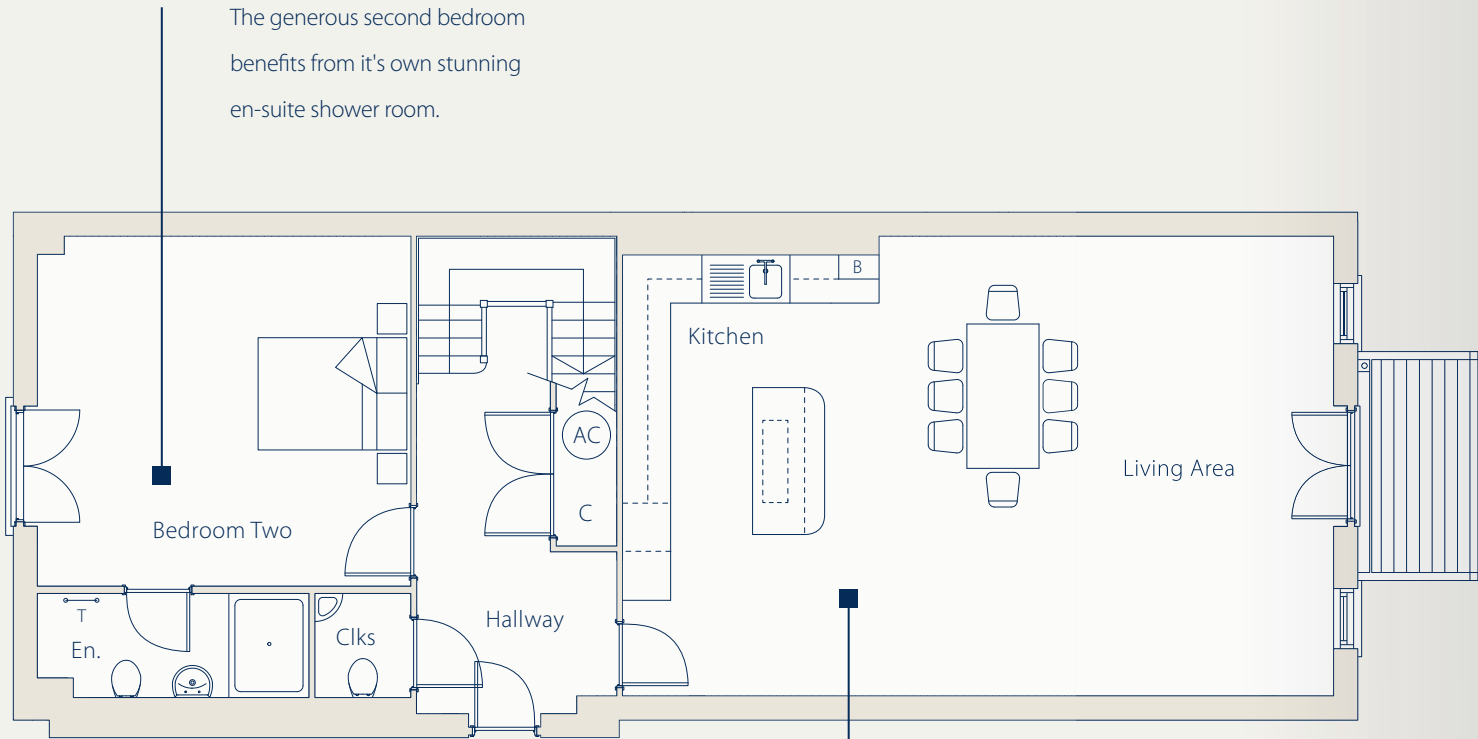 The generous second bedroom
benefits from it's own stunning
en-suite shower room.
B
Kitchen
AC
Living Area
C
Bedroom Two
T
Hallway
Clks
En.